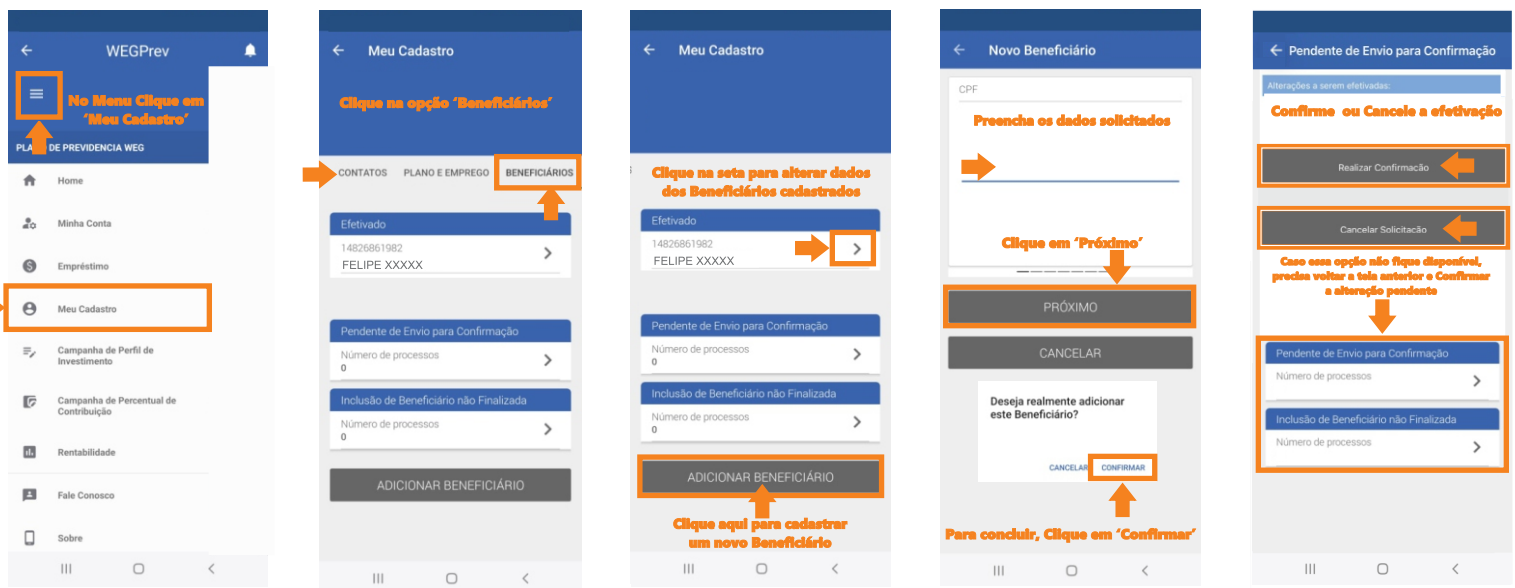 WEGPrev
No Menu Clique em
'Meu Cadastro'
DE PREVIDENCIA WEG
Home
Minha Conta
Empréstimo
Meu Cadastro
Campanha de Perfil de
Investimento
Campanha de Percentual de
Contribuição
Rentabilidade
Fale Conosco
Sobre
Meu Cadastro
Clique na opção 'Beneficiários'
CONTATOS PLANO E EMPREGO BENEFICIÁRIOS
Efetivado
14826861982
FELIPE XXXXX
Pendente de Envio para Confirmação
Número de processos
0
Inclusão de Beneficiário não Finalizada
Número de processos
0
ADICIONAR BENEFICIÁRIO
Meu Cadastro
Clique na seta para alterar dados
dos Beneficiários cadastrados
Efetivado
14826861982
FELIPE XXXXX
Pendente de Envio para Confirmação
Número de processos
0
Inclusão de Beneficiário não Finalizada
Número de processos
0
ADICIONAR BENEFICIÁRIO
Clique aqui para cadastrar
um novo Beneficiário
Novo Beneficiário
CPF
Preencha os dados solicitados
Clique em 'Próximo'
PRÓXIMO
CANCELAR
Deseja realmente adicionar
este Beneficiário?
CANCELAR CONFIRMAR
Para concluir, Clique em 'Confirmar'
Pendente de Envio para Confirmação
Alterações a serem efetivadas:
Confirme ou Cancele a efetivação
Realizar Confirmacão
Cancelar Solicitacão
Caso essa opção não fique disponível,
precisa voltar a tela anterior e Confirmar
a alteração pendente
Pendente de Envio para Confirmação
Número de processos
Inclusão de Beneficiário não Finalizada
Número de processos